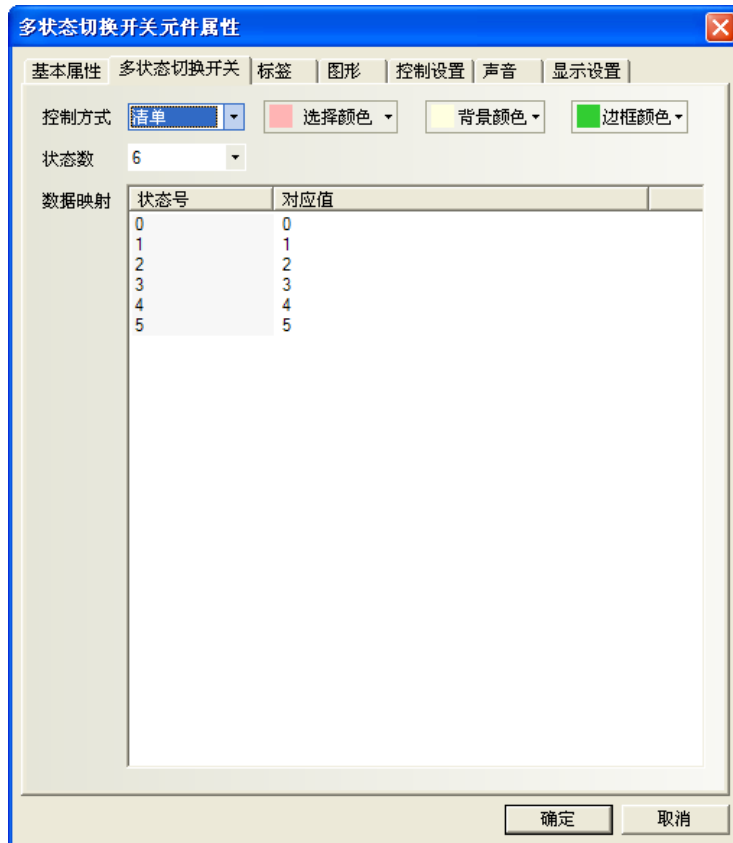 多状态切换开关元件属性
基本属性 多状态切换开关 标签 图形 控制设置 声音 显示设置
控制方式 清单 选择颜色 背景颜色 边框颜色
状态数 6
数据映射 状态号 对应值
0 0
1 1
2 2
3 3
4 4
5 5
确定 取消